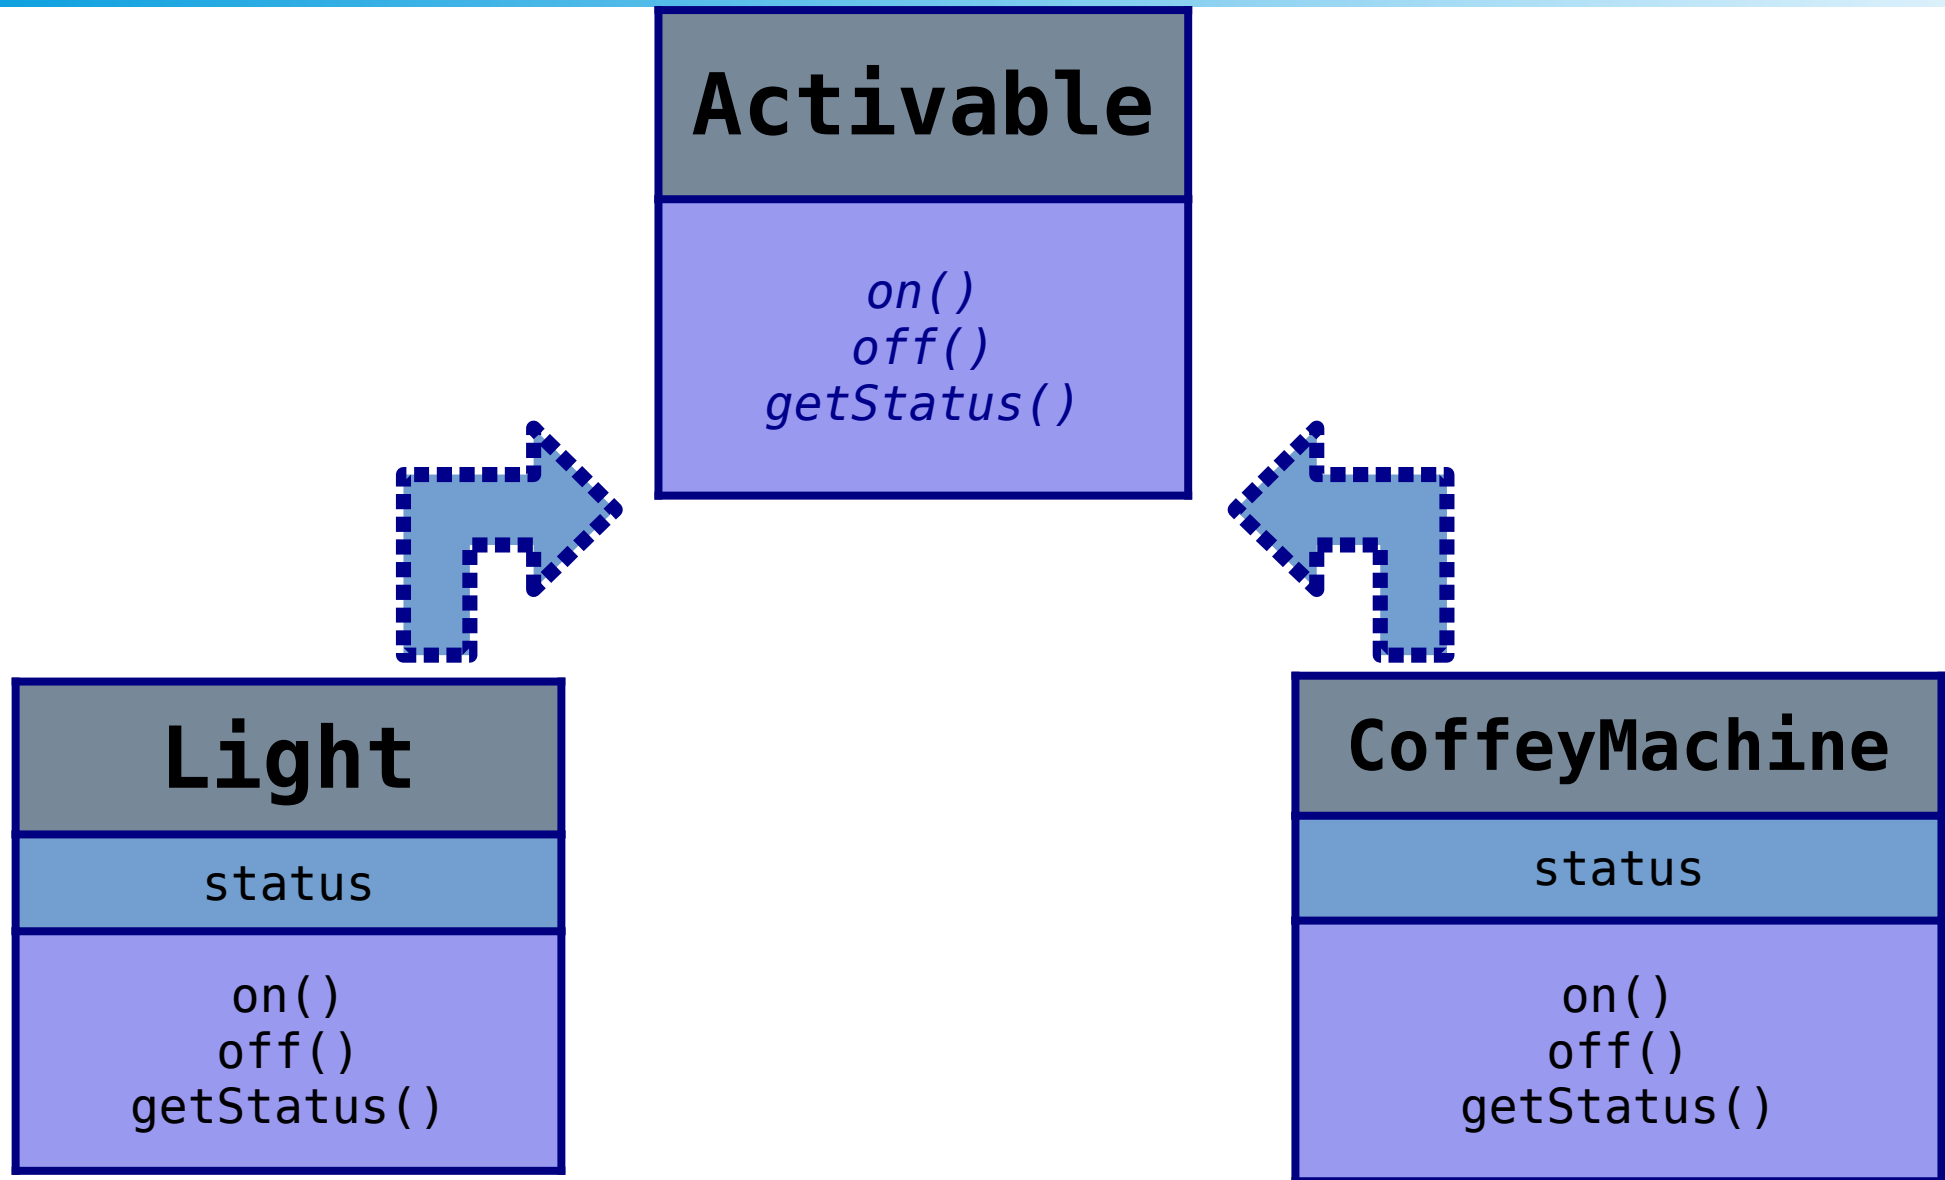 Activable
on()
off()
getStatus()
Light
status
on()
off()
getStatus()
CoffeyMachine
status
on()
off()
getStatus()